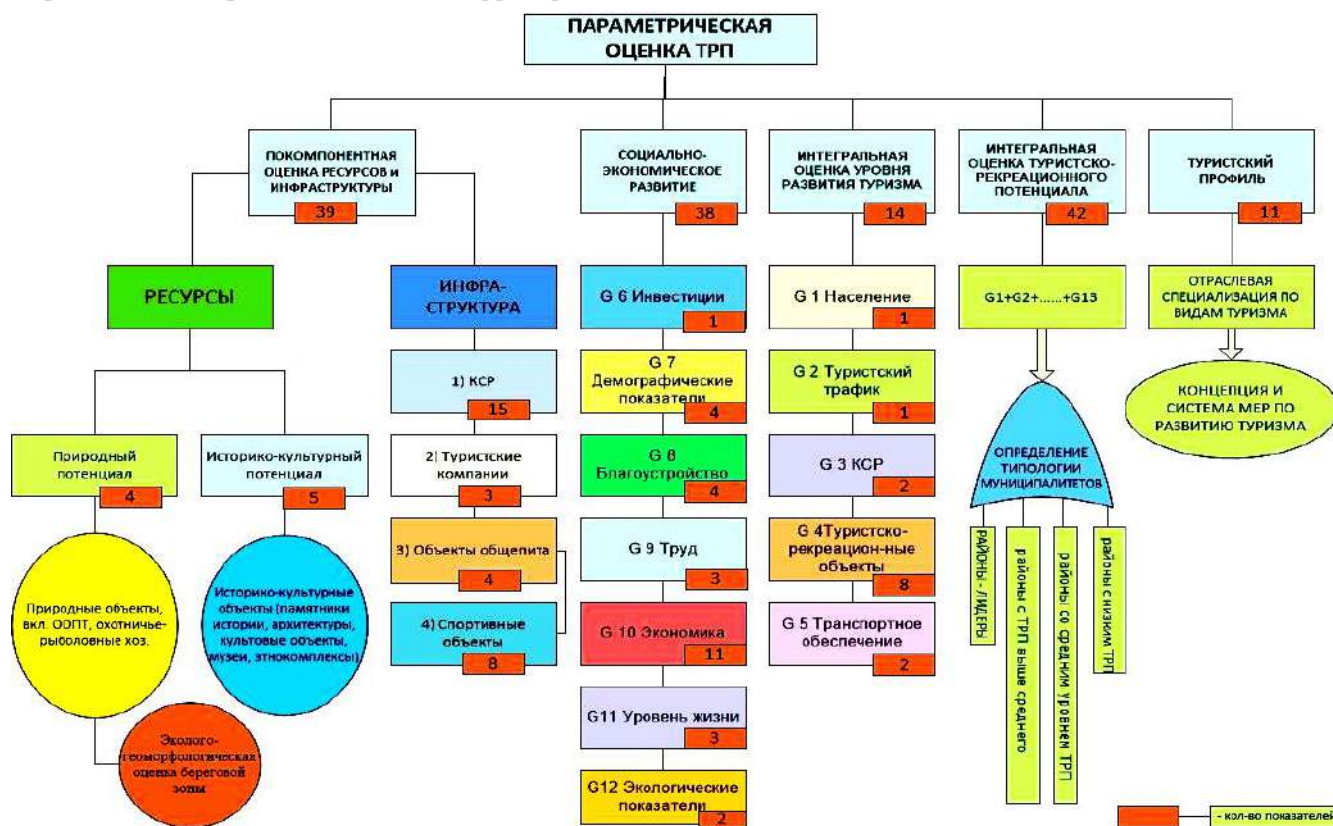 ПАРАМЕТРИЧЕСКАЯ
ОЦЕНКА ТРП
ПОКОМПОНЕНТНАЯ
ОЦЕНКА РЕСУРСОВ и
ИНФРАСТРУКТУРЫ
39
СОЦИАЛЬНО-
ЭКОНОМИЧЕСКОЕ
РАЗВИТИЕ
38
ИНТЕГРАЛЬНАЯ
ОЦЕНКА УРОВНЯ
РАЗВИТИЯ ТУРИЗМА
14
ИНТЕГРАЛЬНАЯ
ОЦЕНКА ТУРИСТСКО-
РЕКРЕАЦИОННОГО
ПОТЕНЦИАЛА
42
ТУРИСТСКИЙ
ПРОФИЛЬ
11
РЕСУРСЫ
ИНФРА-
СТРУКТУРА
1) КСР
15
2) Туристские
компании
3
3) Объекты общепита
4
4) Спортивные
объекты
8
Природный
потенциал
4
Историко-культурный
потенциал
5
Природные объекты,
вкл. ООПТ, охотничье-
рыболовные хоз.
Историко-культурные
объекты (памятники
истории, архитектуры,
культовые объекты,
музеи, этнокомплексы)
Эколого-
геоморфологическая
оценка береговой
зоны
G 6 Инвестиции
1
G 7
Демографические
показатели
4
G 8
Благоустройство
4
G 9 Труд
3
G 10 Экономика
11
G11 Уровень жизни
3
G12 Экологические
показатели
2
G 1 Население
1
G 2 Туристский
трафик
1
G 3 КСР
2
G 4Туристско-
рекреацион-ные
объекты
8
G 5 Транспортное
обеспечение
2
G1+G2+......+G13
ОПРЕДЕЛЕНИЕ
ТИПОЛОГИИ
МУНИЦИПАЛИТЕТОВ
РАЙОНЫ - ЛИДЕРЫ
районы с ТРП выше среднего
районы со средним уровнем ТРП
районы с низким ТРП
ОТРАСЛЕВАЯ
СПЕЦИАЛИЗАЦИЯ ПО
ВИДАМ ТУРИЗМА
КОНЦЕПЦИЯ И
СИСТЕМА МЕР ПО
РАЗВИТИЮ ТУРИЗМА
- кол-во показателей